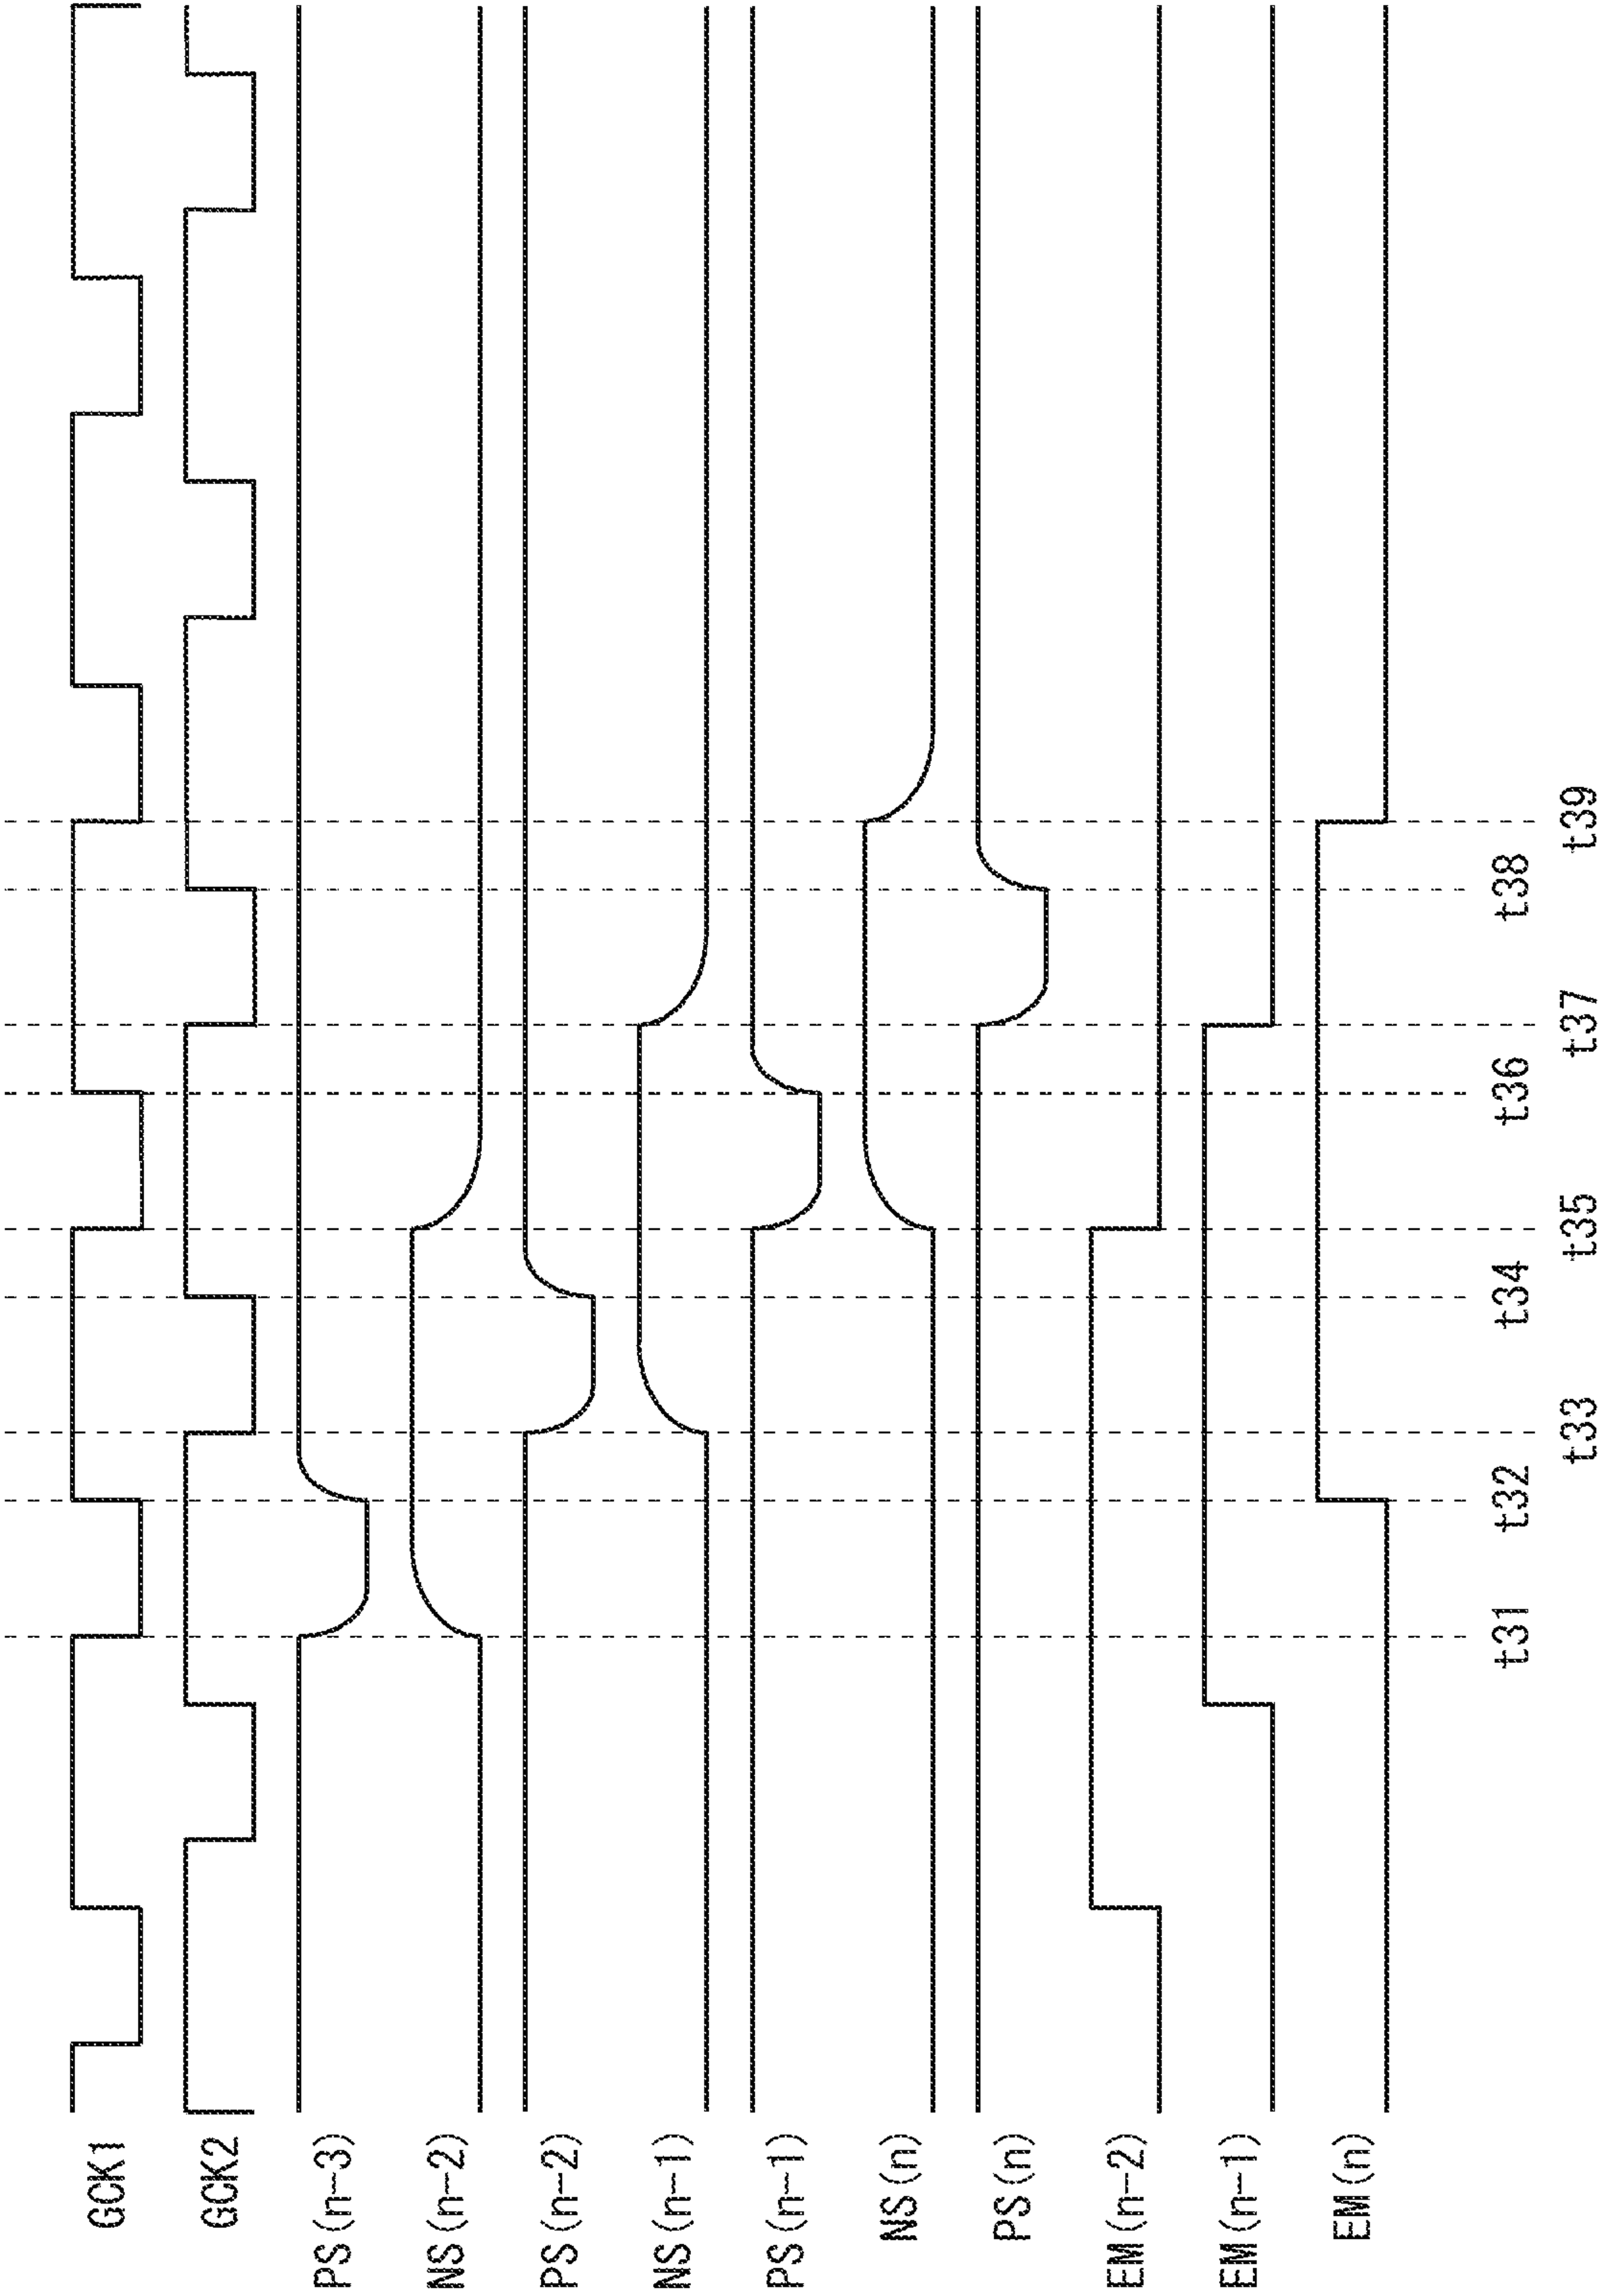 GCK1
GCK2
PS(n-3)
NS(n-2)
PS(n-2)
NS(n-1)
PS(n-1)
NS(n)
PS(n)
EM(n-2)
EM(n-1)
EM(n)
t31
t32
t33
t34
t35
t36
t37
t38
t39